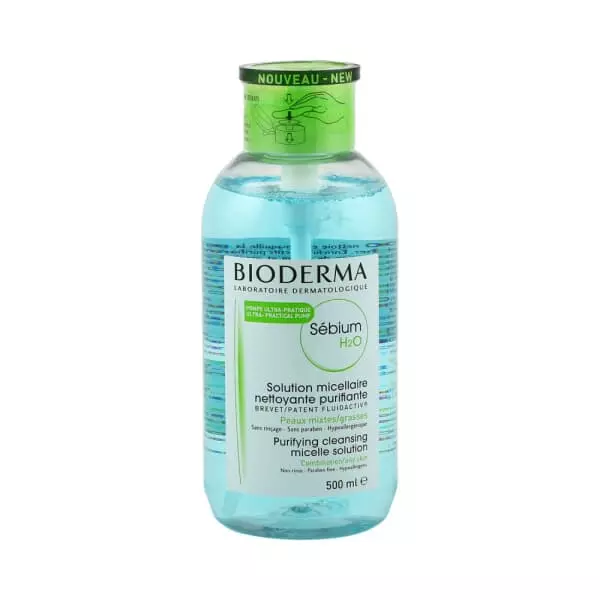 NOUVEAU - NEW
BIODERMA
LABORATOIRE DERMATOLOGIQUE
POMPE ULTRA-PRATIQUE
ULTRA-PRACTICAL PUMP
Sébium
H2O
Solution micellaire
nettoyante purifiante
BREVET/PATENT FLUIDACTIV®
Peaux mixtes/grasses
Sans rinçage - Sans paraben - Hypoallergénique
Purifying cleansing
micelle solution
Combination/oily skin
Non rinse - Paraben free - Hypoallergenic
500 ml ℮